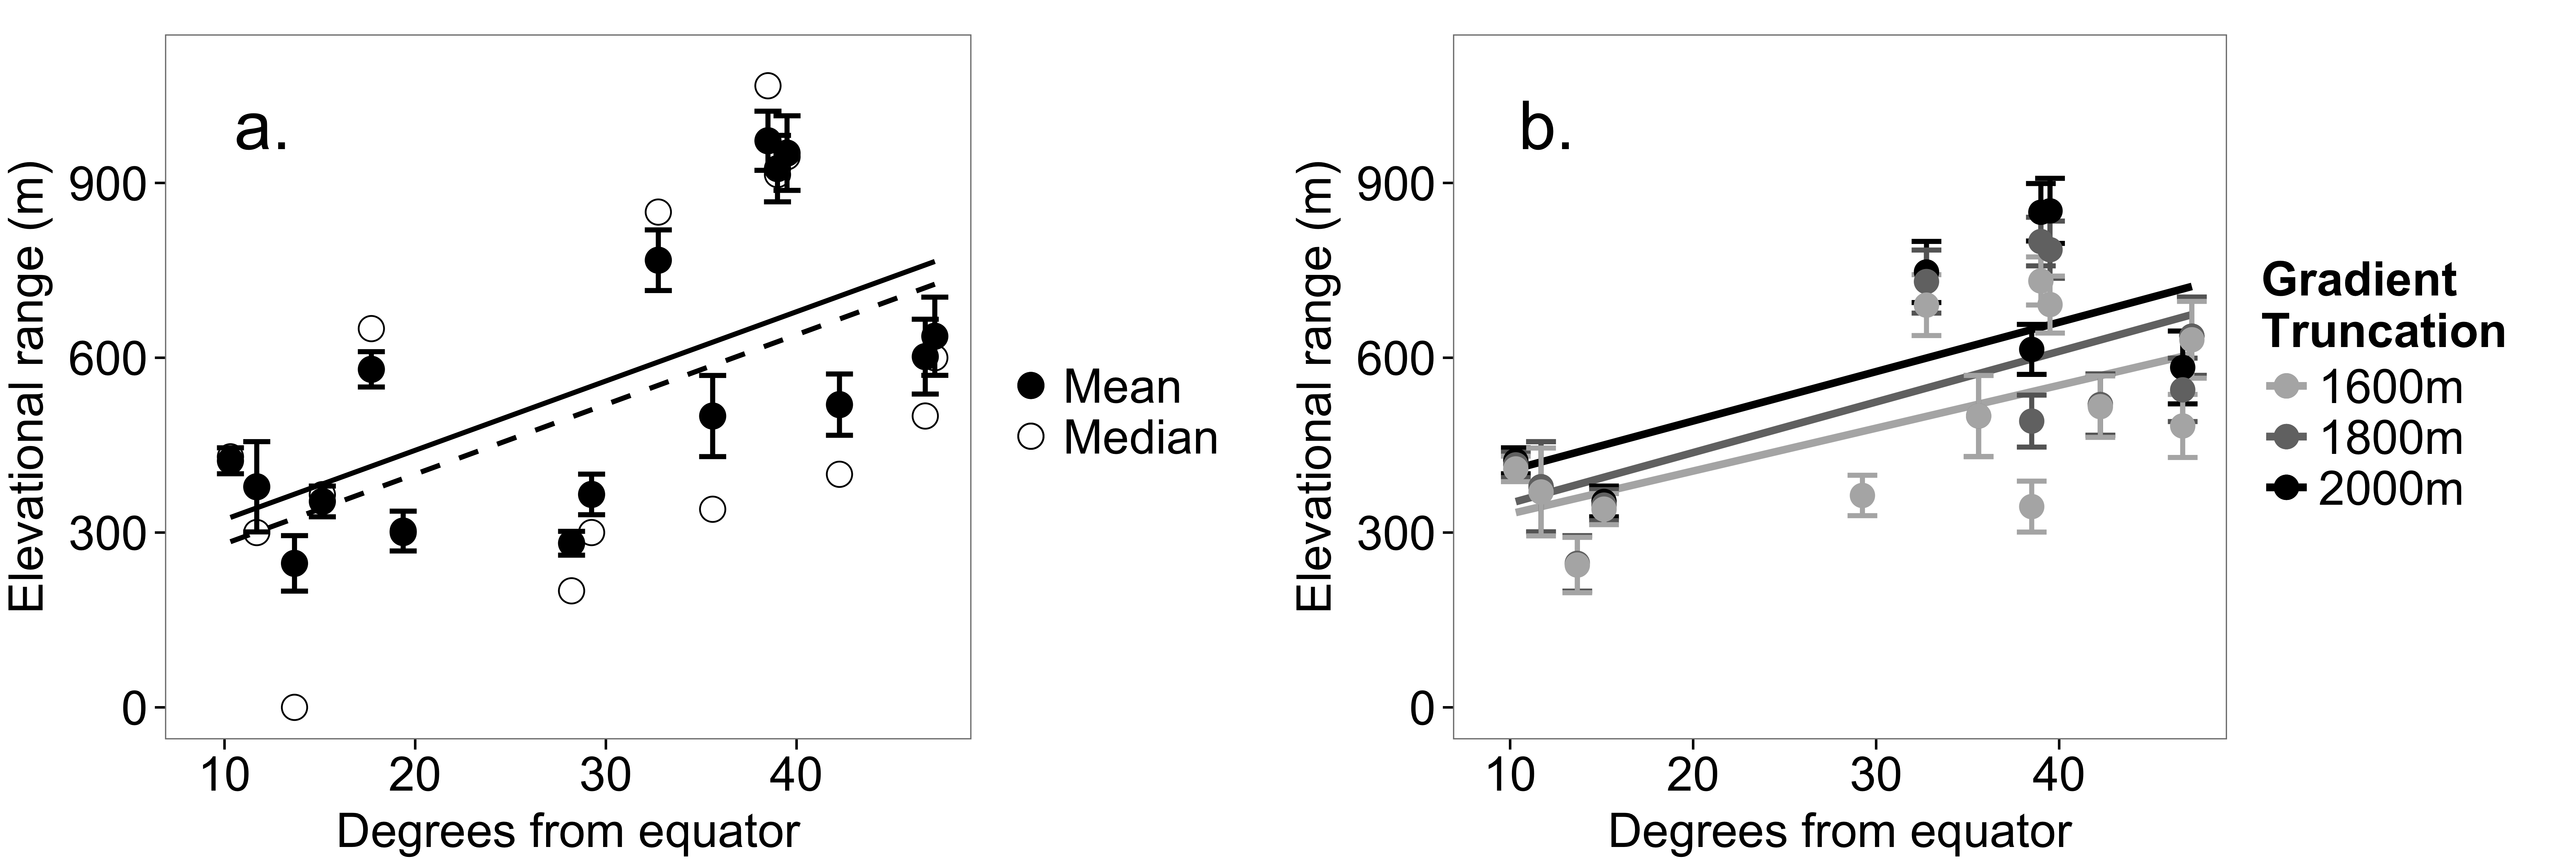 a.
Elevational range (m)
900
600
300
0
10 20 30 40
Degrees from equator
Mean
Median
b.
Elevational range (m)
900
600
300
0
10 20 30 40
Degrees from equator
Gradient
Truncation
1600m
1800m
2000m